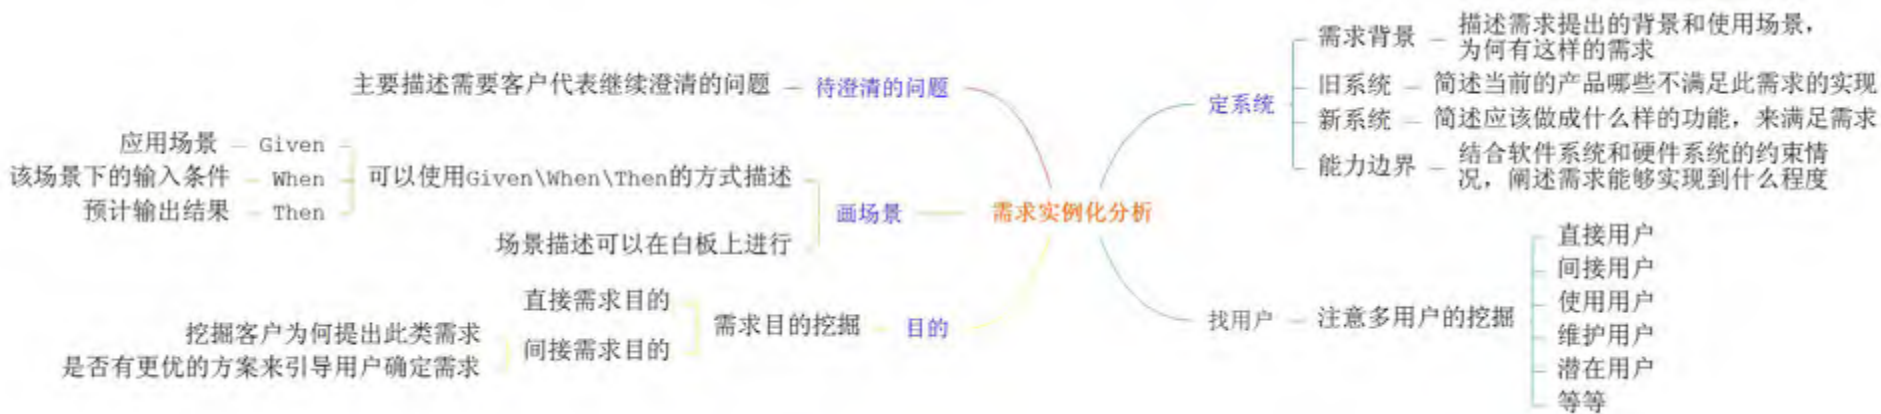 需求实例化分析
定系统
需求背景
描述需求提出的背景和使用场景，
为何有这样的需求
旧系统
简述当前的产品哪些不满足此需求的实现
新系统
简述应该做成什么样的功能，来满足需求
能力边界
结合软件系统和硬件系统的约束情
况，阐述需求能够实现到什么程度
找用户
注意多用户的挖掘
直接用户
间接用户
使用用户
维护用户
潜在用户
等等
待澄清的问题
主要描述需要客户代表继续澄清的问题
画场景
可以使用Given\When\Then的方式描述
Given
应用场景
When
该场景下的输入条件
Then
预计输出结果
场景描述可以在白板上进行
目的
需求目的挖掘
直接需求目的
间接需求目的
挖掘客户为何提出此类需求
是否有更优的方案来引导用户确定需求